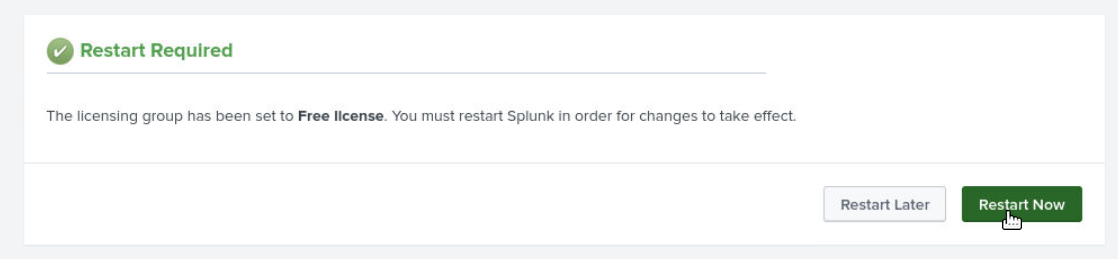 Restart Required
The licensing group has been set to Free license. You must restart Splunk in order for changes to take effect.
Restart Later
Restart Now